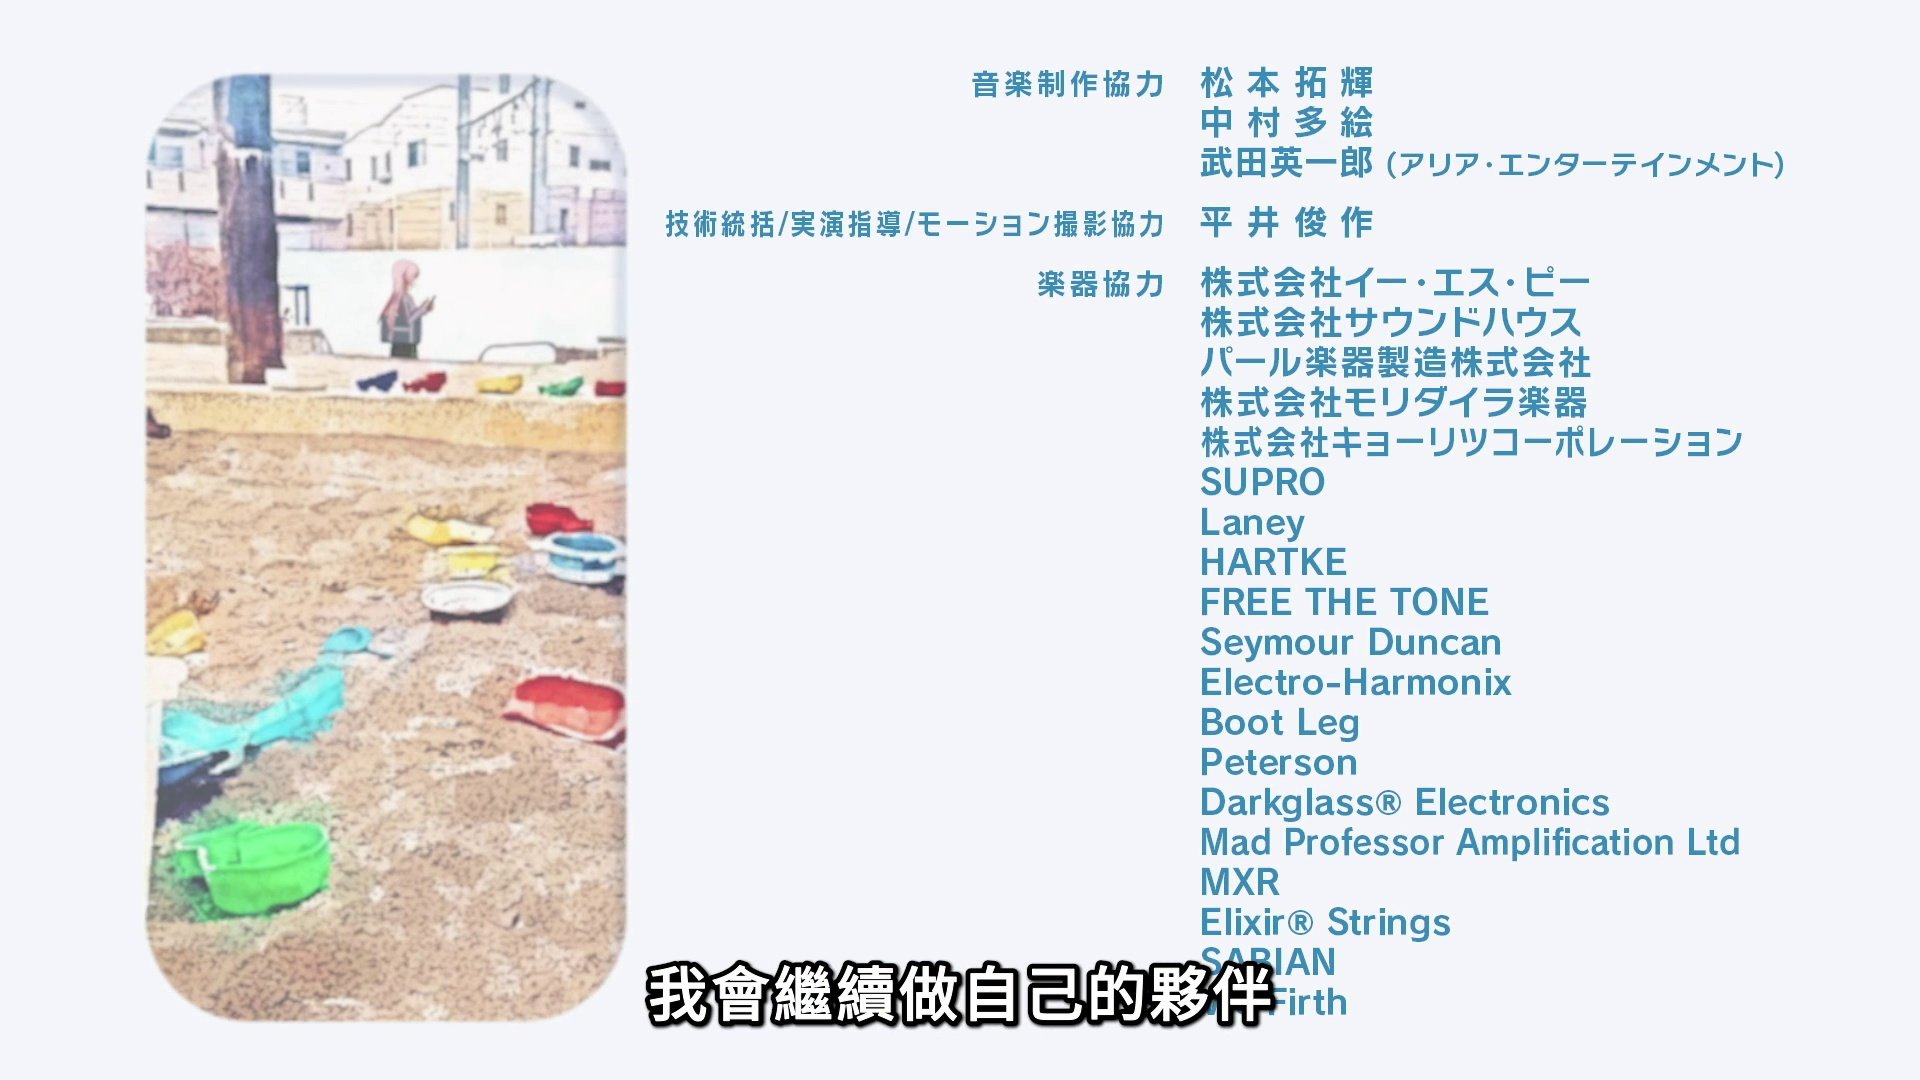 音楽制作協力 松本拓輝
中村多絵
武田英一郎（アリア・エンターテインメント）
技術統括/実演指導/モーション撮影協力 平井俊作
楽器協力 株式会社イー・エス・ピー
株式会社サウンドハウス
パール楽器製造株式会社
株式会社モリダイラ楽器
株式会社キョーリツコーポレーション
SUPRO
Laney
HARTKE
FREE THE TONE
Seymour Duncan
Electro-Harmonix
Boot Leg
Peterson
Darkglass® Electronics
Mad Professor Amplification Ltd
MXR
Elixir® Strings
SABIAN
Firth
我會繼續做自己的夥伴